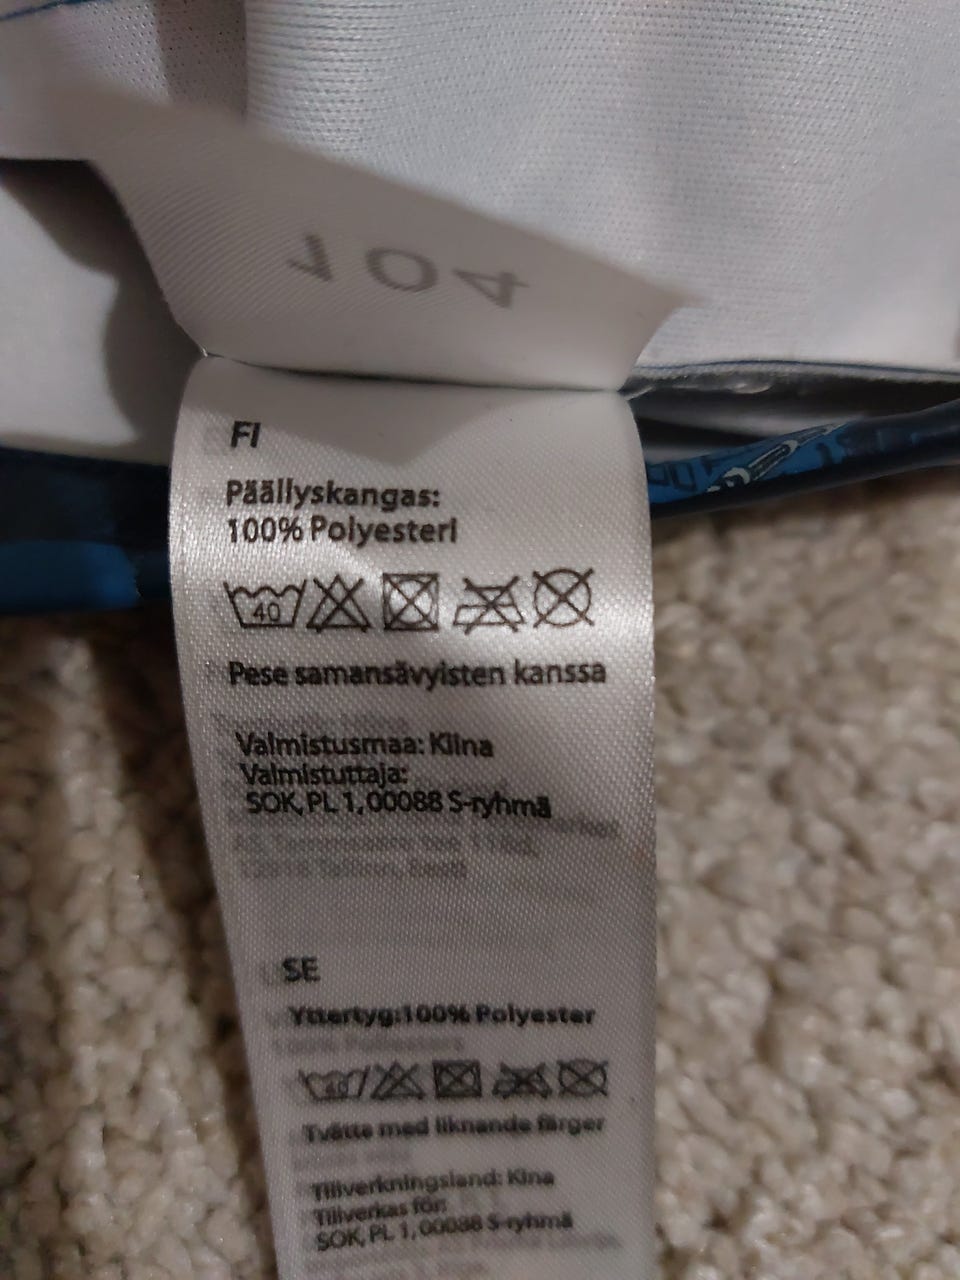 104
FI
Päällyskangas:
100% Polyesteri
40
Pese samansävyisten kanssa
Valmistusmaa: Kiina
Valmistuttaja:
SOK, PL 1, 00088 S-ryhmä
SE
Yttertyg:100% Polyester
40
Tvätta med liknande färger
Tillverkningsland: Kina
Tillverkas för:
SOK, PL 1, 00088 S-ryhmä